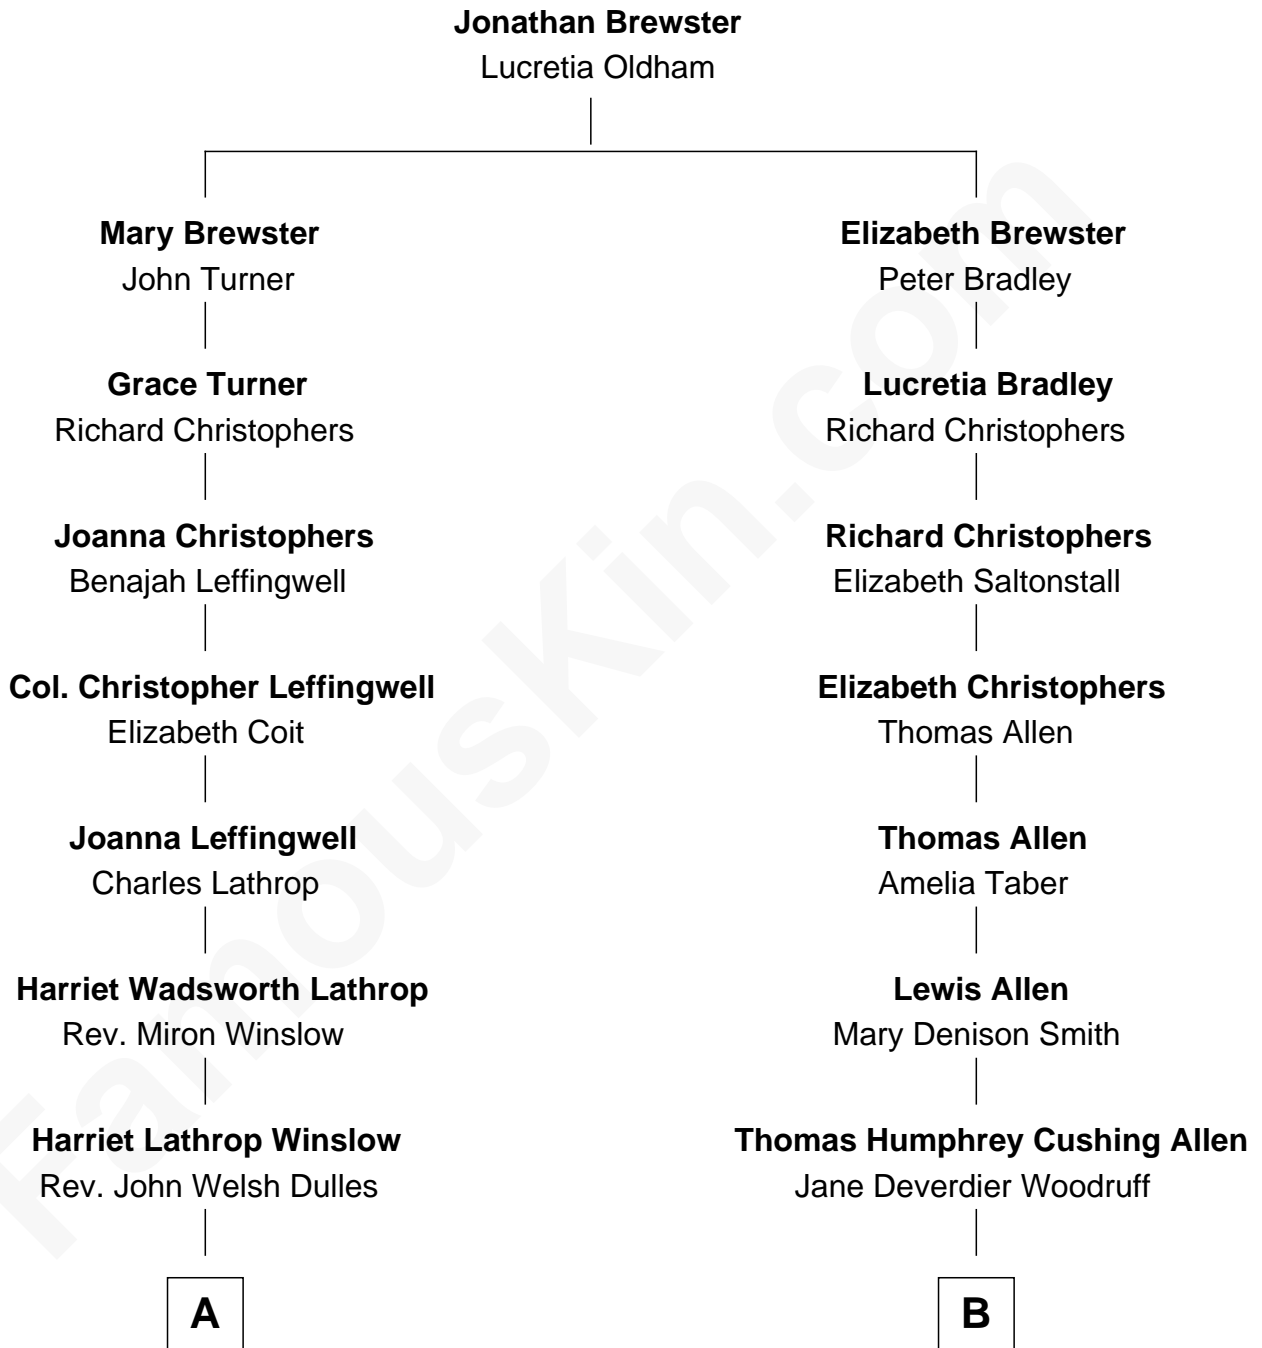 Jonathan Brewster
Lucretia Oldham
Mary Brewster
John Turner
Elizabeth Brewster
Peter Bradley
Grace Turner
Richard Christophers
Lucretia Bradley
Richard Christophers
Joanna Christophers
Benajah Leffingwell
Richard Christophers
Elizabeth Saltonstall
Col. Christopher Leffingwell
Elizabeth Coit
Elizabeth Christophers
Thomas Allen
Joanna Leffingwell
Charles Lathrop
Thomas Allen
Amelia Taber
Harriet Wadsworth Lathrop
Rev. Miron Winslow
Lewis Allen
Mary Denison Smith
Harriet Lathrop Winslow
Rev. John Welsh Dulles
Thomas Humphrey Cushing Allen
Jane Deverdier Woodruff
A
B
FamousKin.com